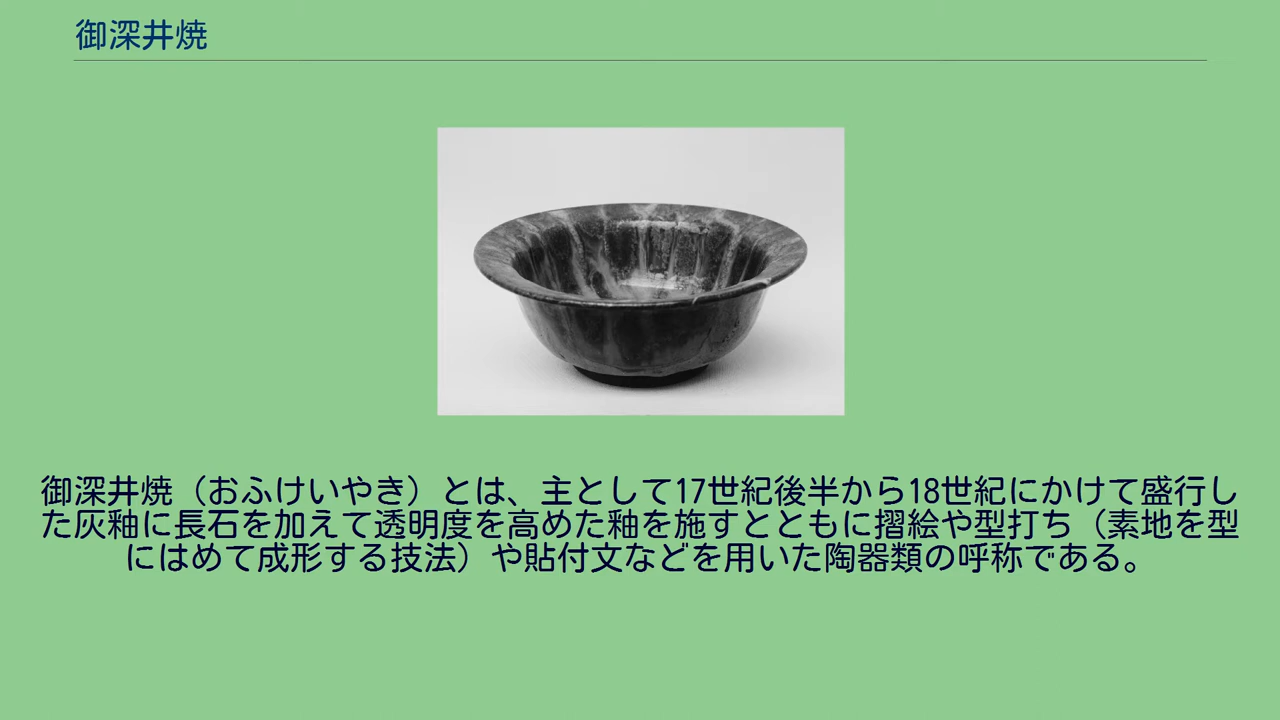 御深井焼
御深井焼（おふけいやき）とは、主として17世紀後半から18世紀にかけて盛行し
た灰釉に長石を加えて透明度を高めた釉を施すとともに摺絵や型打ち（素地を型
にはめて成形する技法）や貼付文などを用いた陶器類の呼称である。